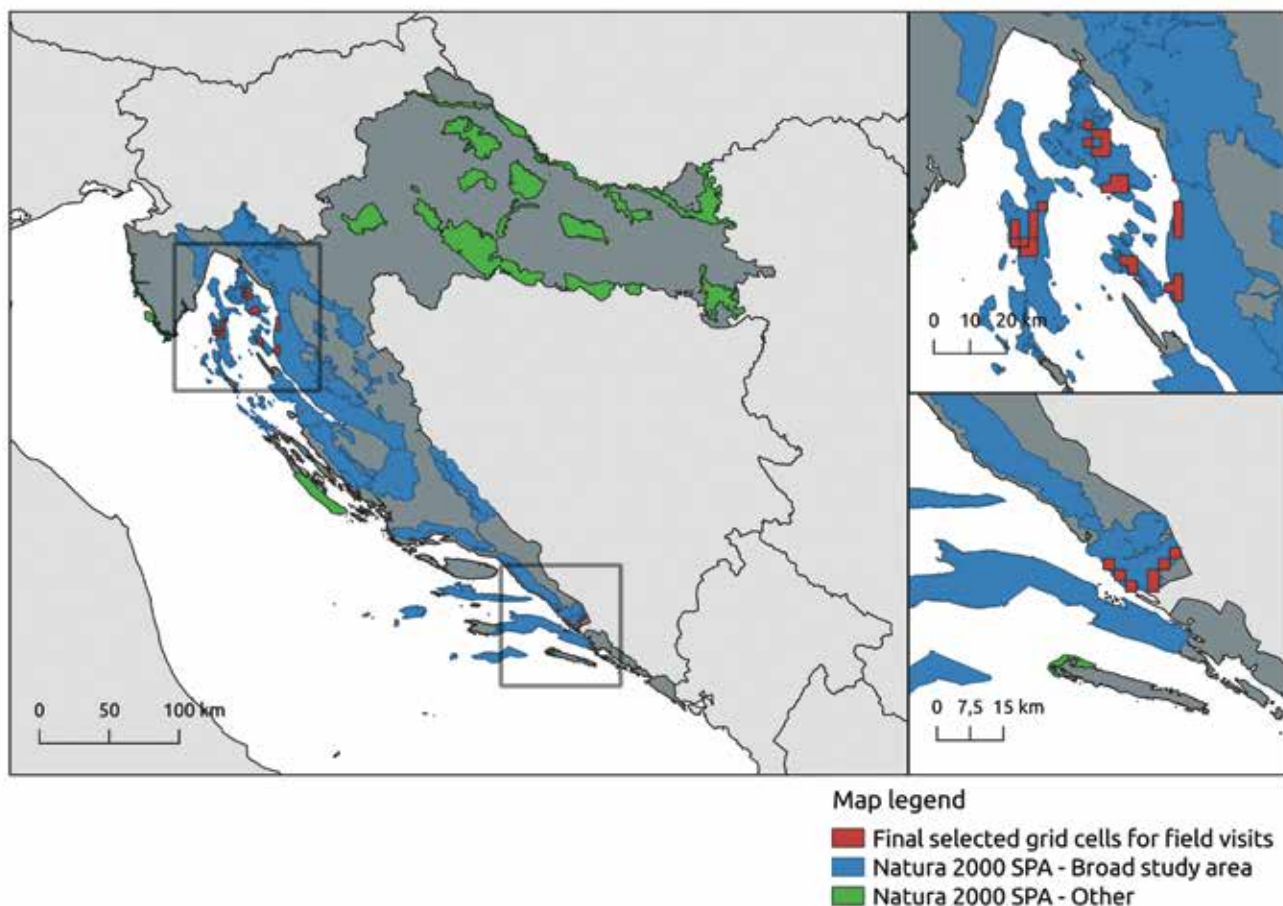 0 50 100 km
0 10 20 km
0 7,5 15 km
Map legend
Final selected grid cells for field visits
Natura 2000 SPA - Broad study area
Natura 2000 SPA - Other